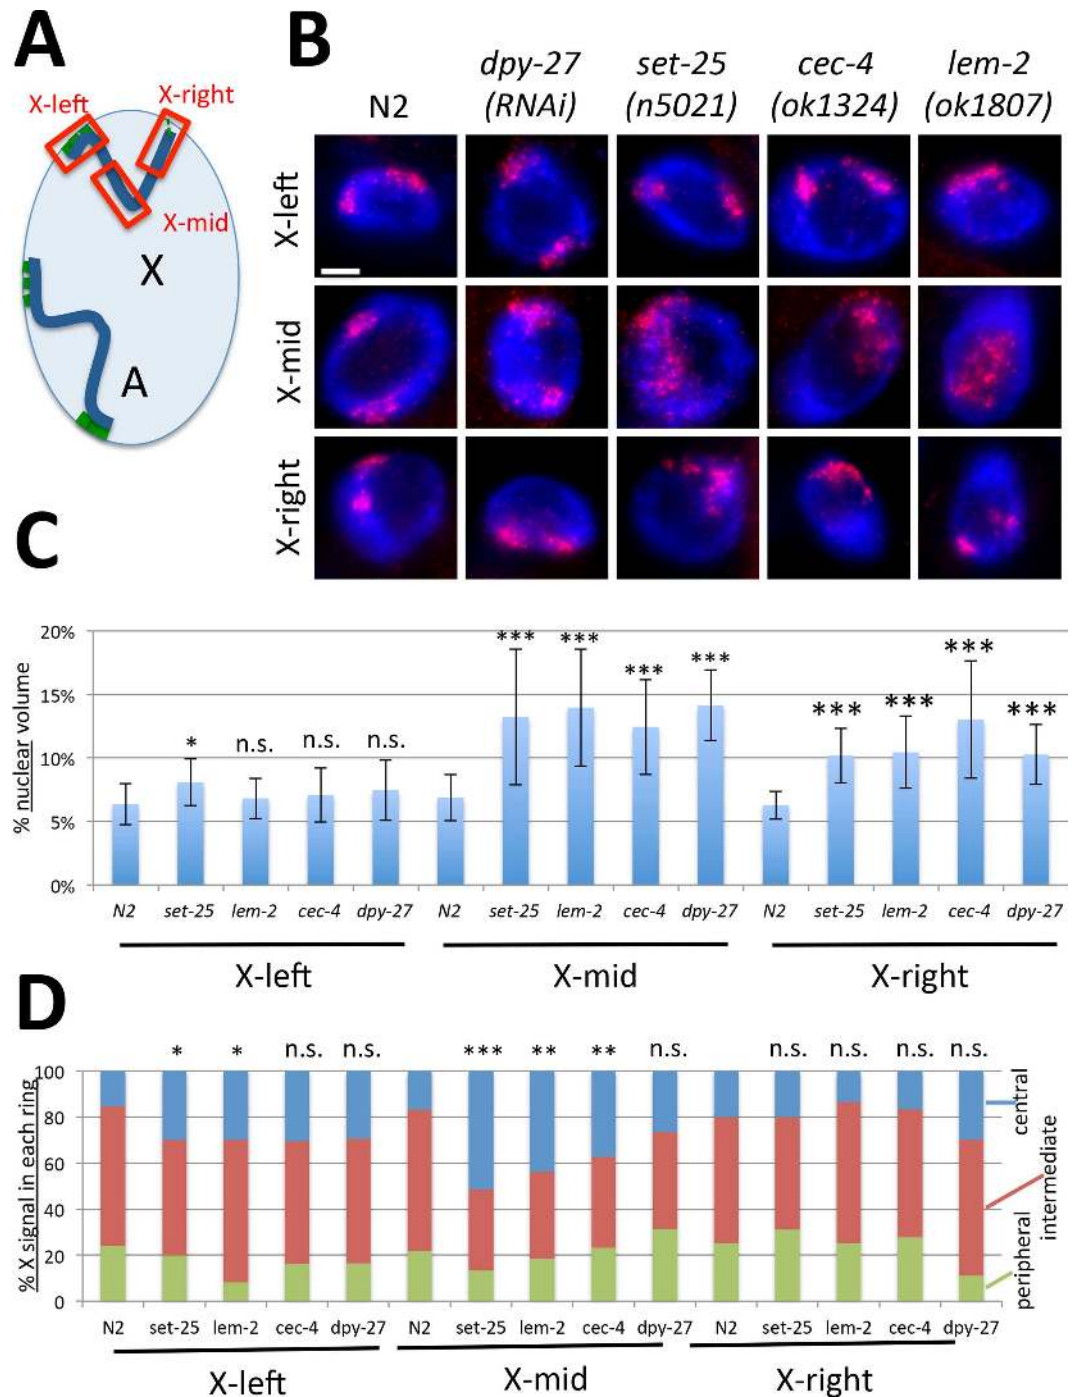 A
X-left
X-right
X-mid
X
A
B
N2
dpy-27 (RNAi)
set-25 (n5021)
cec-4 (ok1324)
lem-2 (ok1807)
X-left
X-mid
X-right
C
% nuclear volume
20%
15%
10%
5%
0%
* n.s. n.s. n.s. *** *** *** *** *** *** *** ***
N2 set-25 lem-2 cec-4 dpy-27 N2 set-25 lem-2 cec-4 dpy-27 N2 set-25 lem-2 cec-4 dpy-27
X-left X-mid X-right
D
* * n.s. n.s. *** ** ** n.s. n.s. n.s. n.s. n.s.
% X signal in each ring
100
80
60
40
20
0
central
intermediate
peripheral
N2 set-25 lem-2 cec-4 dpy-27 N2 set-25 lem-2 cec-4 dpy-27 N2 set-25 lem-2 cec-4 dpy-27
X-left X-mid X-right